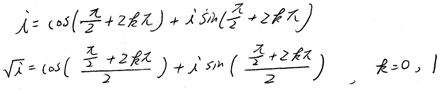 i = cos(π/2 + 2kπ) + i sin(π/2 + 2kπ)
√i = cos( (π/2 + 2kπ)/2 ) + i sin( (π/2 + 2kπ)/2 ) , k=0, 1